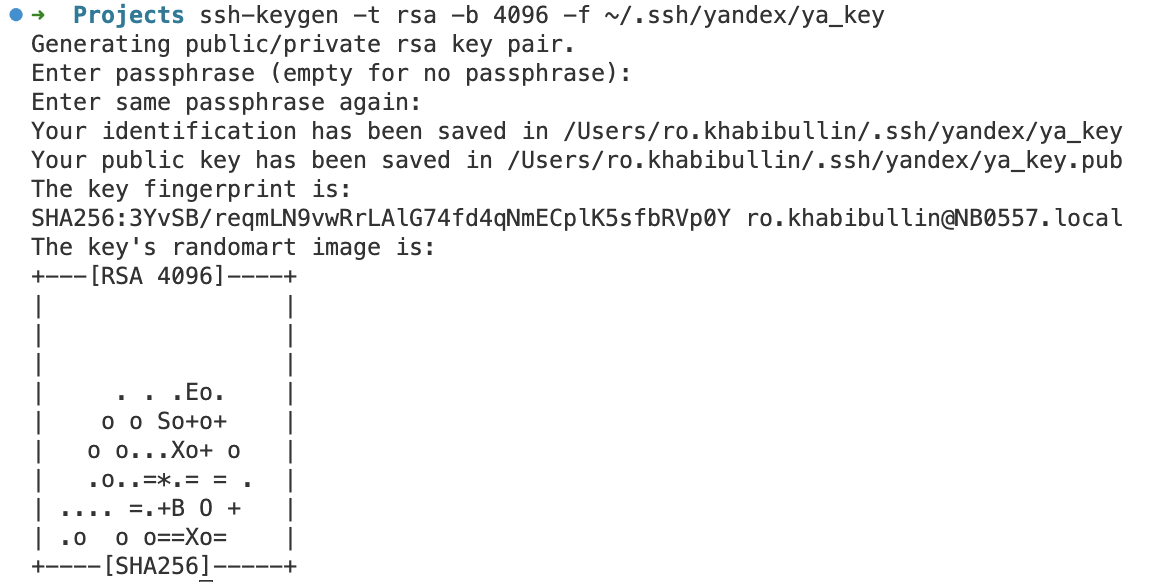 ● → Projects ssh-keygen -t rsa -b 4096 -f ~/.ssh/yandex/ya_key
Generating public/private rsa key pair.
Enter passphrase (empty for no passphrase):
Enter same passphrase again:
Your identification has been saved in /Users/ro.khabibullin/.ssh/yandex/ya_key
Your public key has been saved in /Users/ro.khabibullin/.ssh/yandex/ya_key.pub
The key fingerprint is:
SHA256:3YvSB/reqmLN9vwRrLAlG74fd4qNmECplK5sfbRVp0Y ro.khabibullin@NB0557.local
The key's randomart image is:
+---[RSA 4096]----+
|                 |
|                 |
|                 |
|     . . .Eo.    |
|    o o So+o+    |
|   o o...Xo+ o   |
|   .o..=*.= = .  |
| .... =.+B O +   |
| .o  o o==Xo=    |
+----[SHA256]-----+